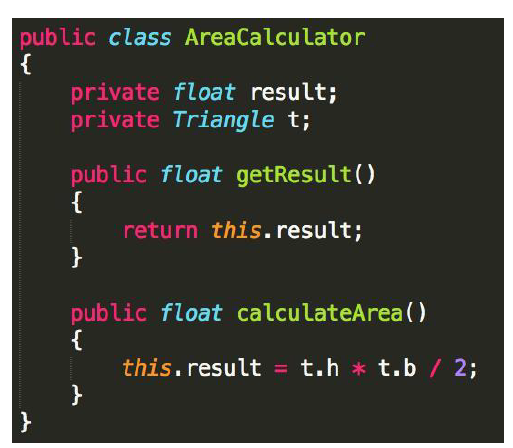 public class AreaCalculator
{
    private float result;
    private Triangle t;
    public float getResult()
    {
        return this.result;
    }
    public float calculateArea()
    {
        this.result = t.h * t.b / 2;
    }
}